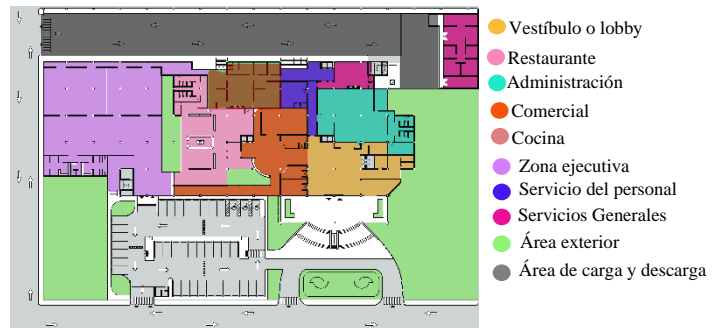 Vestíbulo o lobby
Restaurante
Administración
Comercial
Cocina
Zona ejecutiva
Servicio del personal
Servicios Generales
Área exterior
Área de carga y descarga